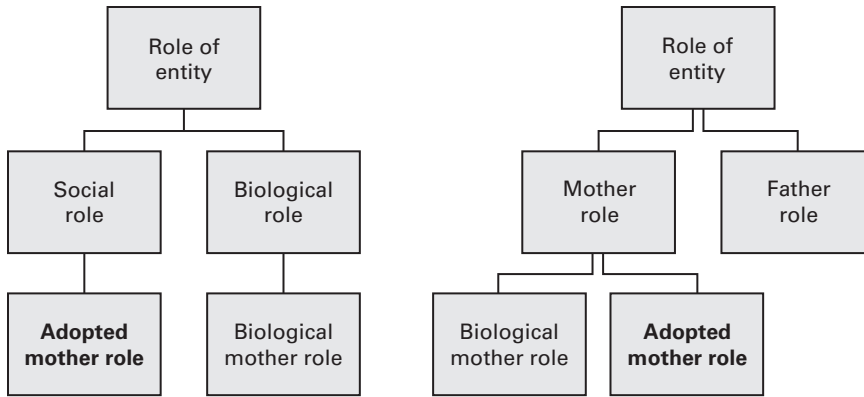 Role of
entity
Social
role
Biological
role
Adopted
mother role
Biological
mother role
Role of
entity
Mother
role
Father
role
Biological
mother role
Adopted
mother role